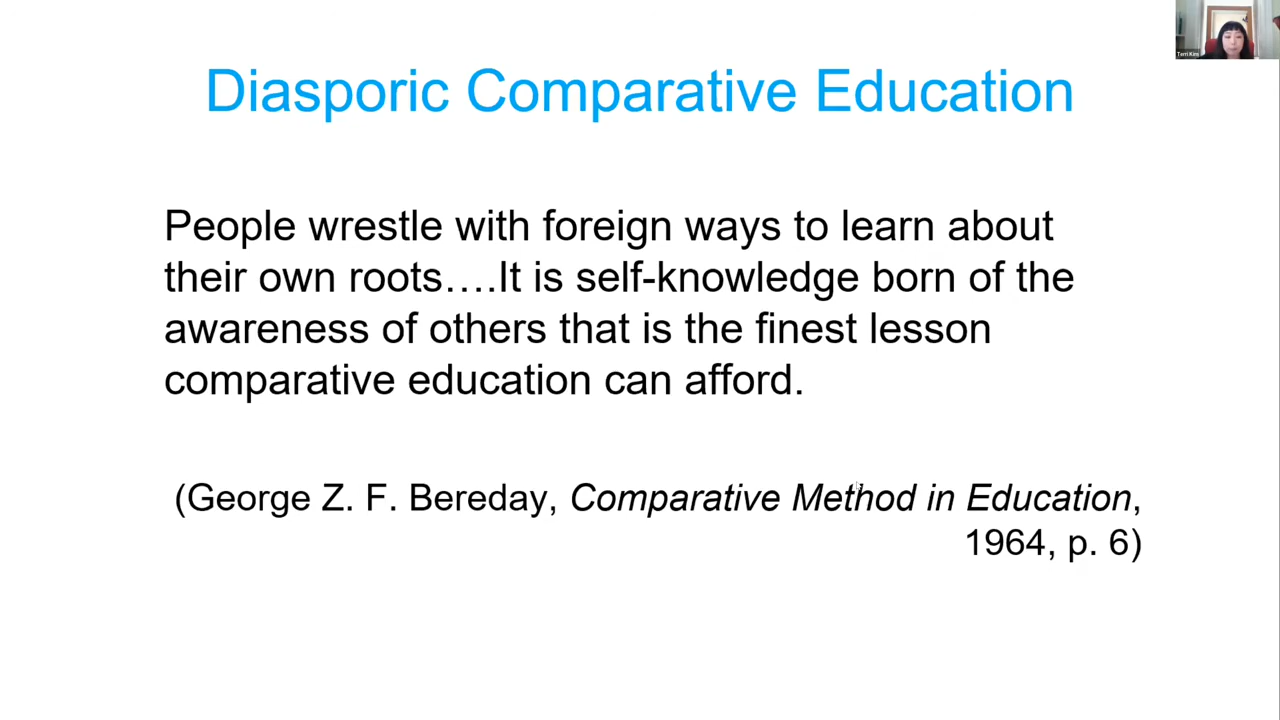 Diasporic Comparative Education
People wrestle with foreign ways to learn about
their own roots….It is self-knowledge born of the
awareness of others that is the finest lesson
comparative education can afford.
(George Z. F. Bereday, Comparative Method in Education,
1964, p. 6)
Terri Kim